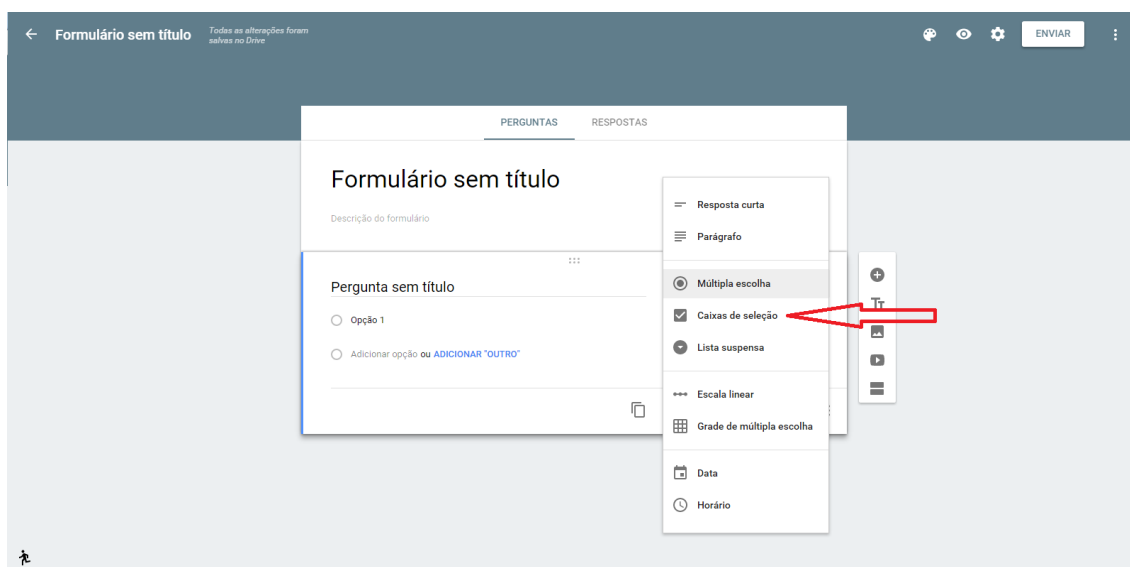 Formulário sem título
Todas as alterações foram
salvas no Drive
ENVIAR
PERGUNTAS RESPOSTAS
Formulário sem título
Descrição do formulário
Pergunta sem título
Opção 1
Adicionar opção ou ADICIONAR "OUTRO"
Resposta curta
Parágrafo
Múltipla escolha
Caixas de seleção
Lista suspensa
Escala linear
Grade de múltipla escolha
Data
Horário
Tt